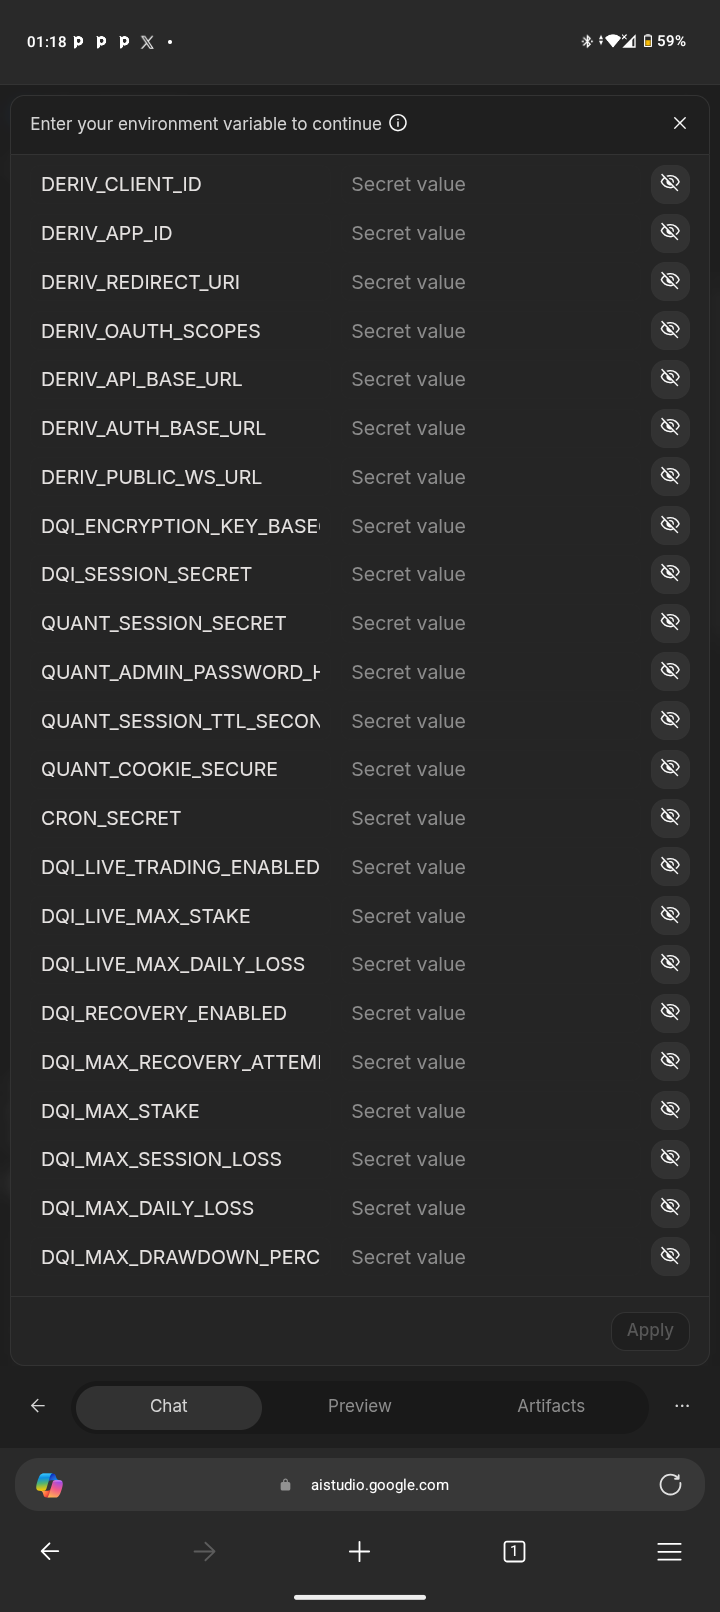 01:18
59%
Enter your environment variable to continue
DERIV_CLIENT_ID Secret value
DERIV_APP_ID Secret value
DERIV_REDIRECT_URI Secret value
DERIV_OAUTH_SCOPES Secret value
DERIV_API_BASE_URL Secret value
DERIV_AUTH_BASE_URL Secret value
DERIV_PUBLIC_WS_URL Secret value
DQI_ENCRYPTION_KEY_BASE Secret value
DQI_SESSION_SECRET Secret value
QUANT_SESSION_SECRET Secret value
QUANT_ADMIN_PASSWORD_H Secret value
QUANT_SESSION_TTL_SECON Secret value
QUANT_COOKIE_SECURE Secret value
CRON_SECRET Secret value
DQI_LIVE_TRADING_ENABLED Secret value
DQI_LIVE_MAX_STAKE Secret value
DQI_LIVE_MAX_DAILY_LOSS Secret value
DQI_RECOVERY_ENABLED Secret value
DQI_MAX_RECOVERY_ATTEM Secret value
DQI_MAX_STAKE Secret value
DQI_MAX_SESSION_LOSS Secret value
DQI_MAX_DAILY_LOSS Secret value
DQI_MAX_DRAWDOWN_PERC Secret value
Apply
Chat Preview Artifacts
aistudio.google.com
1